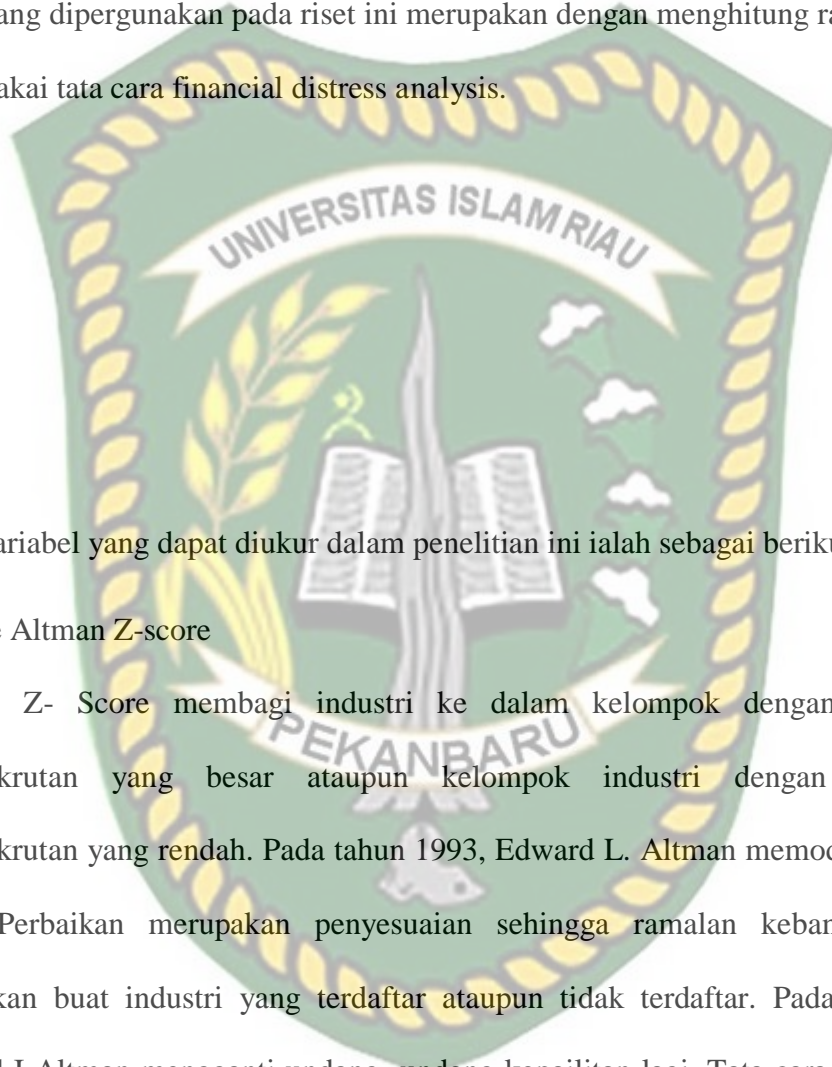 ang dipergunakan pada riset ini merupakan dengan menghitung ra
akai tata cara financial distress analysis.
UNIVERSITAS ISLAM RIAU
ariabel yang dapat diukur dalam penelitian ini ialah sebagai beriku
Altman Z-score
Z- Score membagi industri ke dalam kelompok dengan
PEKANBARU
krutan yang besar ataupun kelompok industri dengan
krutan yang rendah. Pada tahun 1993, Edward L. Altman memod
Perbaikan merupakan penyesuaian sehingga ramalan keban
kan buat industri yang terdaftar ataupun tidak terdaftar. Pada